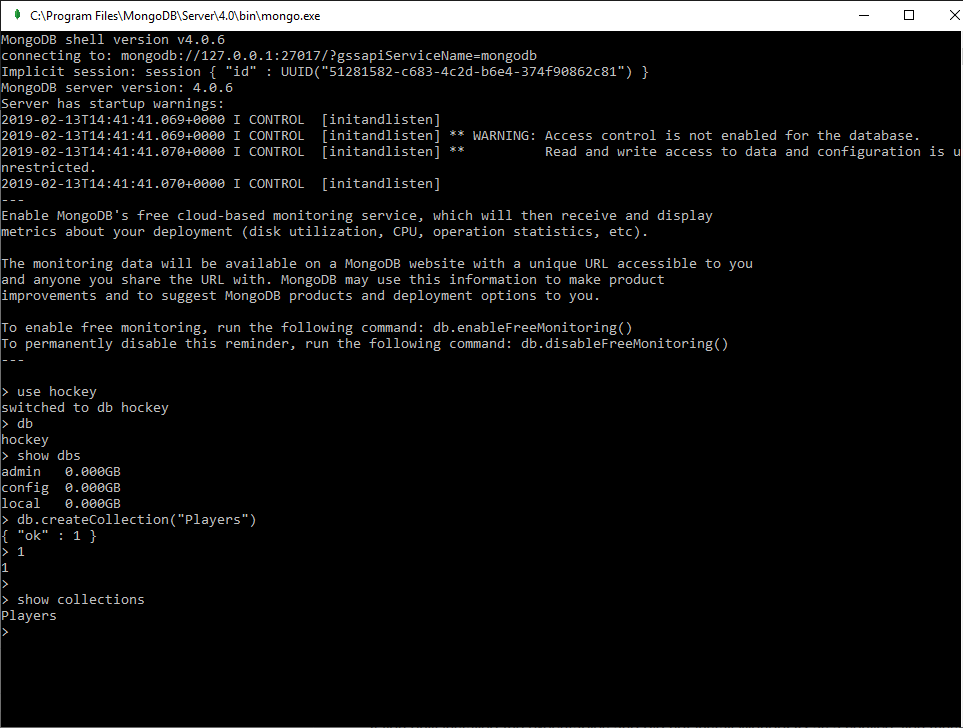 C:\Program Files\MongoDB\Server\4.0\bin\mongo.exe
MongoDB shell version v4.0.6
connecting to: mongodb://127.0.0.1:27017/?gssapiServiceName=mongodb
Implicit session: session { "id" : UUID("51281582-c683-4c2d-b6e4-374f90862c81") }
MongoDB server version: 4.0.6
Server has startup warnings:
2019-02-13T14:41:41.069+0000 I CONTROL  [initandlisten]
2019-02-13T14:41:41.069+0000 I CONTROL  [initandlisten] ** WARNING: Access control is not enabled for the database.
2019-02-13T14:41:41.070+0000 I CONTROL  [initandlisten] **          Read and write access to data and configuration is u
nrestricted.
2019-02-13T14:41:41.070+0000 I CONTROL  [initandlisten]
---
Enable MongoDB's free cloud-based monitoring service, which will then receive and display
metrics about your deployment (disk utilization, CPU, operation statistics, etc).

The monitoring data will be available on a MongoDB website with a unique URL accessible to you
and anyone you share the URL with. MongoDB may use this information to make product
improvements and to suggest MongoDB products and deployment options to you.

To enable free monitoring, run the following command: db.enableFreeMonitoring()
To permanently disable this reminder, run the following command: db.disableFreeMonitoring()
---

> use hockey
switched to db hockey
> db
hockey
> show dbs
admin   0.000GB
config  0.000GB
local   0.000GB
> db.createCollection("Players")
{ "ok" : 1 }
> 1
1
>
> show collections
Players
>